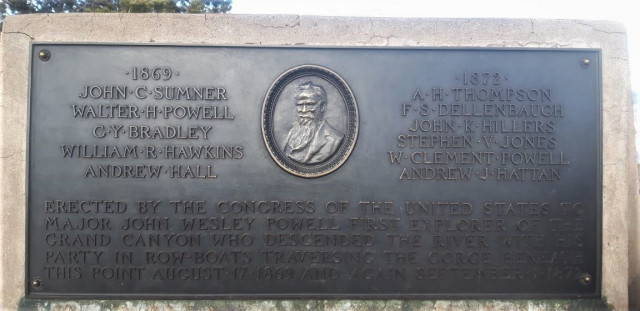 ·1869·
JOHN·C·SUMNER
WALTER·H·POWELL
G·Y·BRADLEY
WILLIAM·R·HAWKINS
ANDREW·HALL
·1872·
A·H·THOMPSON
F·S·DELLENBAUGH
JOHN·K·HILLERS
STEPHEN·V·JONES
W·CLEMENT·POWELL
ANDREW·J·HATTAN
ERECTED BY THE CONGRESS OF THE UNITED STATES TO
MAJOR JOHN WESLEY POWELL FIRST EXPLORER OF THE
GRAND CANYON WHO DESCENDED THE RIVER WITH HIS
PARTY IN ROW-BOATS TRAVERSING THE GORGE BENEATH
THIS POINT AUGUST 17 1869 AND AGAIN SEPTEMBER 1 1872